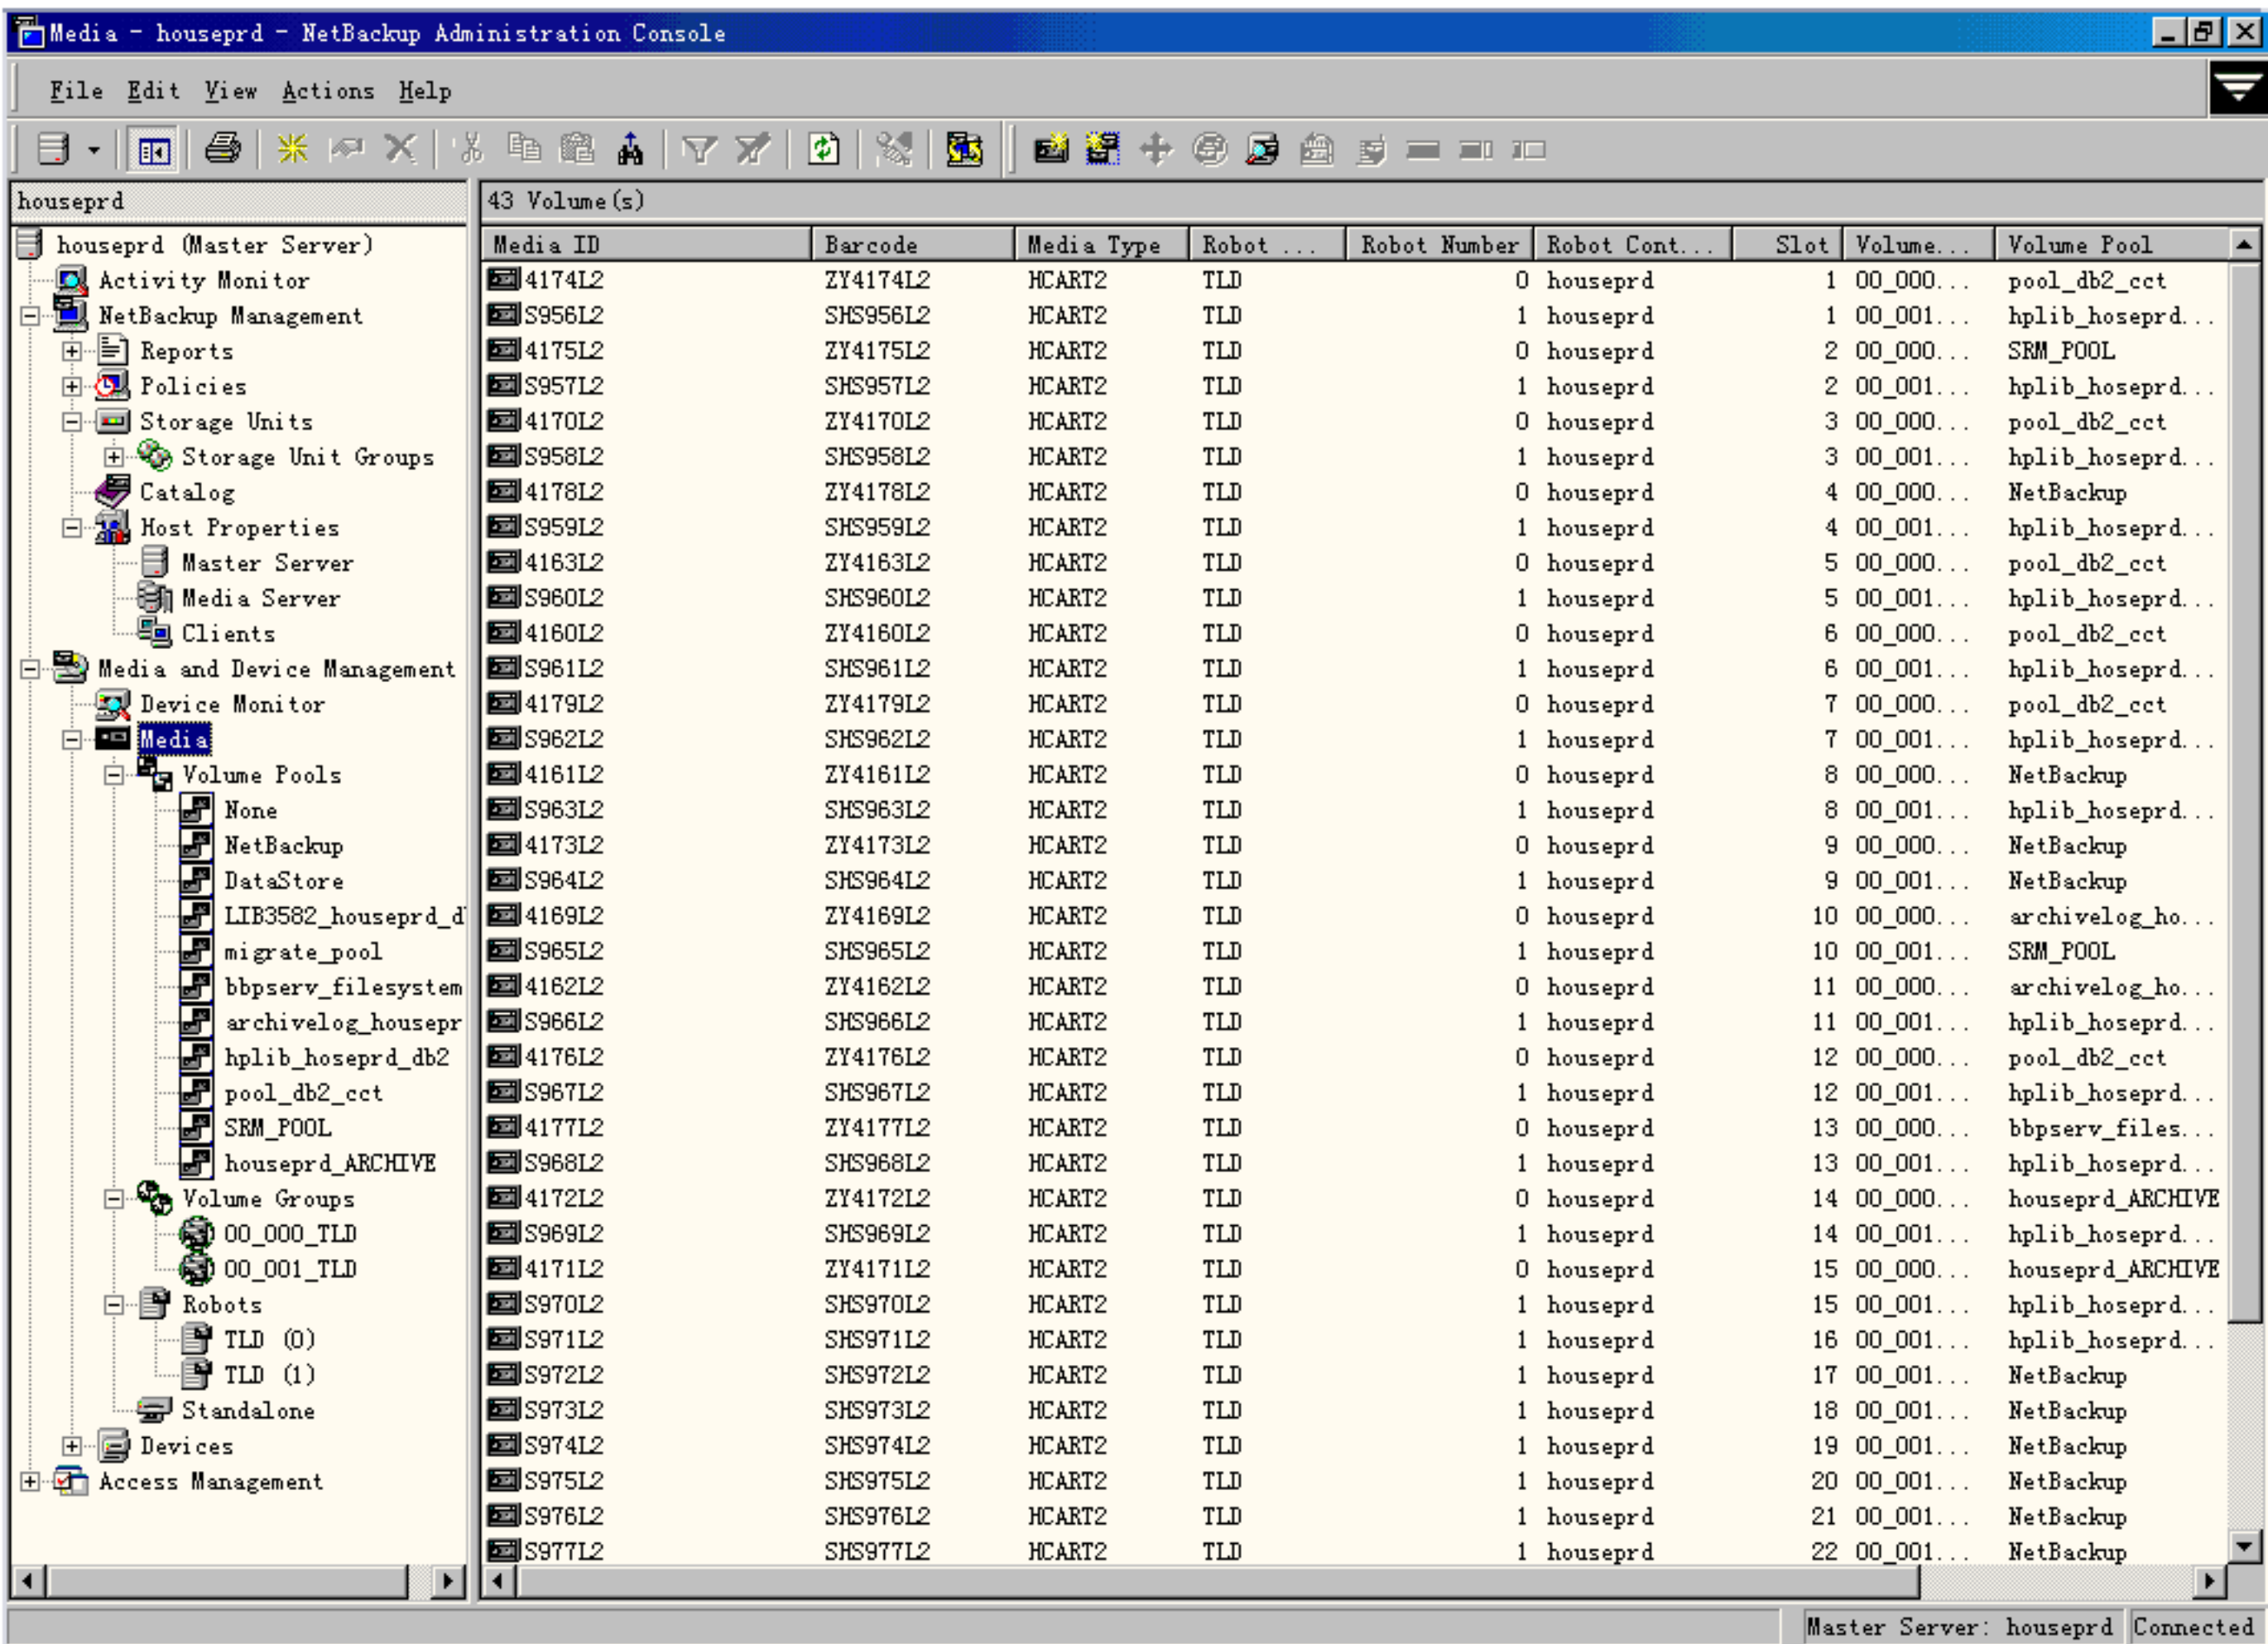 Media - houseprd - NetBackup Administration Console
File Edit View Actions Help
houseprd
43 Volume(s)
houseprd (Master Server)
Activity Monitor
NetBackup Management
Reports
Policies
Storage Units
Storage Unit Groups
Catalog
Host Properties
Master Server
Media Server
Clients
Media and Device Management
Device Monitor
Media
Volume Pools
None
NetBackup
DataStore
LIB3582_houseprd_d
migrate_pool
bbpserv_filesystem
archivelog_housepr
hplib_hoseprd_db2
pool_db2_cct
SRM_POOL
houseprd_ARCHIVE
Volume Groups
00_000_TLD
00_001_TLD
Robots
TLD (0)
TLD (1)
Standalone
Devices
Access Management
Media ID Barcode Media Type Robot ... Robot Number Robot Cont... Slot Volume... Volume Pool
4174L2 ZY4174L2 HCART2 TLD 0 houseprd 1 00_000... pool_db2_cct
S956L2 SHS956L2 HCART2 TLD 1 houseprd 1 00_001... hplib_hoseprd...
4175L2 ZY4175L2 HCART2 TLD 0 houseprd 2 00_000... SRM_POOL
S957L2 SHS957L2 HCART2 TLD 1 houseprd 2 00_001... hplib_hoseprd...
4170L2 ZY4170L2 HCART2 TLD 0 houseprd 3 00_000... pool_db2_cct
S958L2 SHS958L2 HCART2 TLD 1 houseprd 3 00_001... hplib_hoseprd...
4178L2 ZY4178L2 HCART2 TLD 0 houseprd 4 00_000... NetBackup
S959L2 SHS959L2 HCART2 TLD 1 houseprd 4 00_001... hplib_hoseprd...
4163L2 ZY4163L2 HCART2 TLD 0 houseprd 5 00_000... pool_db2_cct
S960L2 SHS960L2 HCART2 TLD 1 houseprd 5 00_001... hplib_hoseprd...
4160L2 ZY4160L2 HCART2 TLD 0 houseprd 6 00_000... pool_db2_cct
S961L2 SHS961L2 HCART2 TLD 1 houseprd 6 00_001... hplib_hoseprd...
4179L2 ZY4179L2 HCART2 TLD 0 houseprd 7 00_000... pool_db2_cct
S962L2 SHS962L2 HCART2 TLD 1 houseprd 7 00_001... hplib_hoseprd...
4161L2 ZY4161L2 HCART2 TLD 0 houseprd 8 00_000... NetBackup
S963L2 SHS963L2 HCART2 TLD 1 houseprd 8 00_001... hplib_hoseprd...
4173L2 ZY4173L2 HCART2 TLD 0 houseprd 9 00_000... NetBackup
S964L2 SHS964L2 HCART2 TLD 1 houseprd 9 00_001... NetBackup
4169L2 ZY4169L2 HCART2 TLD 0 houseprd 10 00_000... archivelog_ho...
S965L2 SHS965L2 HCART2 TLD 1 houseprd 10 00_001... SRM_POOL
4162L2 ZY4162L2 HCART2 TLD 0 houseprd 11 00_000... archivelog_ho...
S966L2 SHS966L2 HCART2 TLD 1 houseprd 11 00_001... hplib_hoseprd...
4176L2 ZY4176L2 HCART2 TLD 0 houseprd 12 00_000... pool_db2_cct
S967L2 SHS967L2 HCART2 TLD 1 houseprd 12 00_001... hplib_hoseprd...
4177L2 ZY4177L2 HCART2 TLD 0 houseprd 13 00_000... bbpserv_files...
S968L2 SHS968L2 HCART2 TLD 1 houseprd 13 00_001... hplib_hoseprd...
4172L2 ZY4172L2 HCART2 TLD 0 houseprd 14 00_000... houseprd_ARCHIVE
S969L2 SHS969L2 HCART2 TLD 1 houseprd 14 00_001... hplib_hoseprd...
4171L2 ZY4171L2 HCART2 TLD 0 houseprd 15 00_000... houseprd_ARCHIVE
S970L2 SHS970L2 HCART2 TLD 1 houseprd 15 00_001... hplib_hoseprd...
S971L2 SHS971L2 HCART2 TLD 1 houseprd 16 00_001... hplib_hoseprd...
S972L2 SHS972L2 HCART2 TLD 1 houseprd 17 00_001... NetBackup
S973L2 SHS973L2 HCART2 TLD 1 houseprd 18 00_001... NetBackup
S974L2 SHS974L2 HCART2 TLD 1 houseprd 19 00_001... NetBackup
S975L2 SHS975L2 HCART2 TLD 1 houseprd 20 00_001... NetBackup
S976L2 SHS976L2 HCART2 TLD 1 houseprd 21 00_001... NetBackup
S977L2 SHS977L2 HCART2 TLD 1 houseprd 22 00_001... NetBackup
Master Server: houseprd Connected